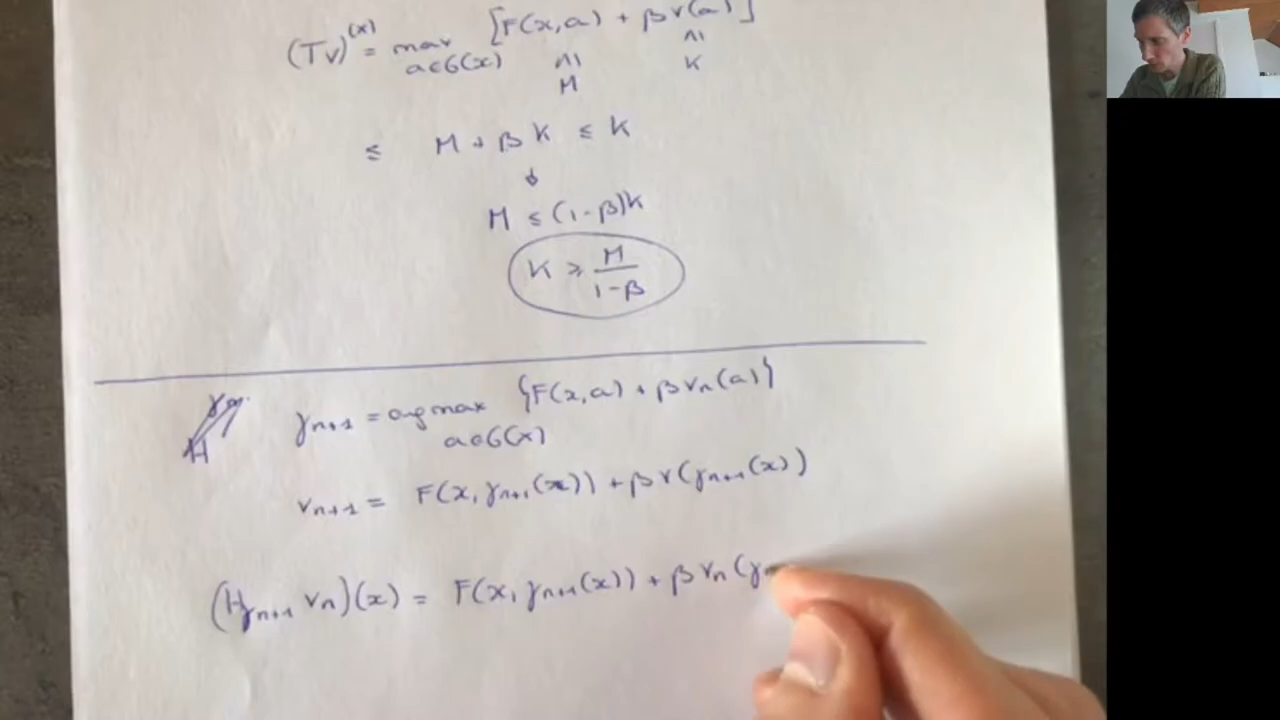 (Tv)(x) = max [F(x,a) + βv(a)]
a∈G(x) ≤ ≤
M K
≤ M + βK ≤ K
↓
M ≤ (1-β)K
K ≥ M/(1-β)
γₙ₊₁ = argmax {F(x,a) + βvₙ(a)}
H a∈G(x)
vₙ₊₁ = F(x, γₙ₊₁(x)) + βv(γₙ₊₁(x))
(H_γₙ₊₁ vₙ)(x) = F(x, γₙ₊₁(x)) + βvₙ(γ